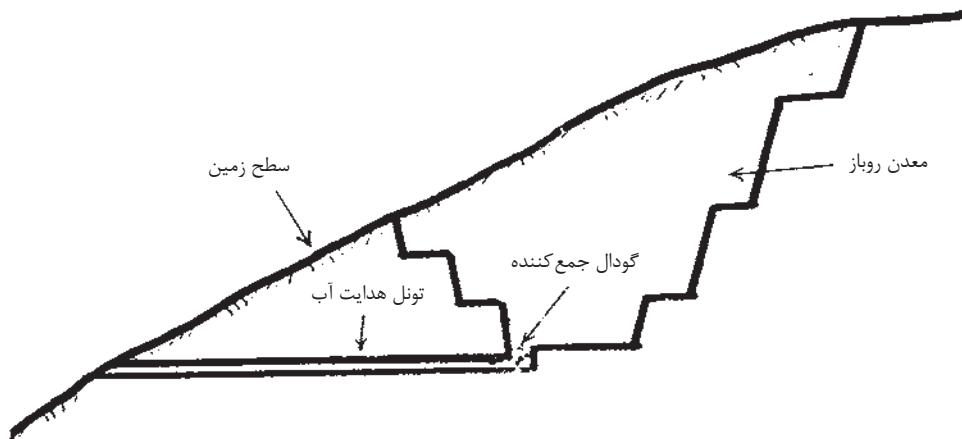 معدن روباز
سطح زمین
گودال جمع‌کننده
تونل هدایت آب